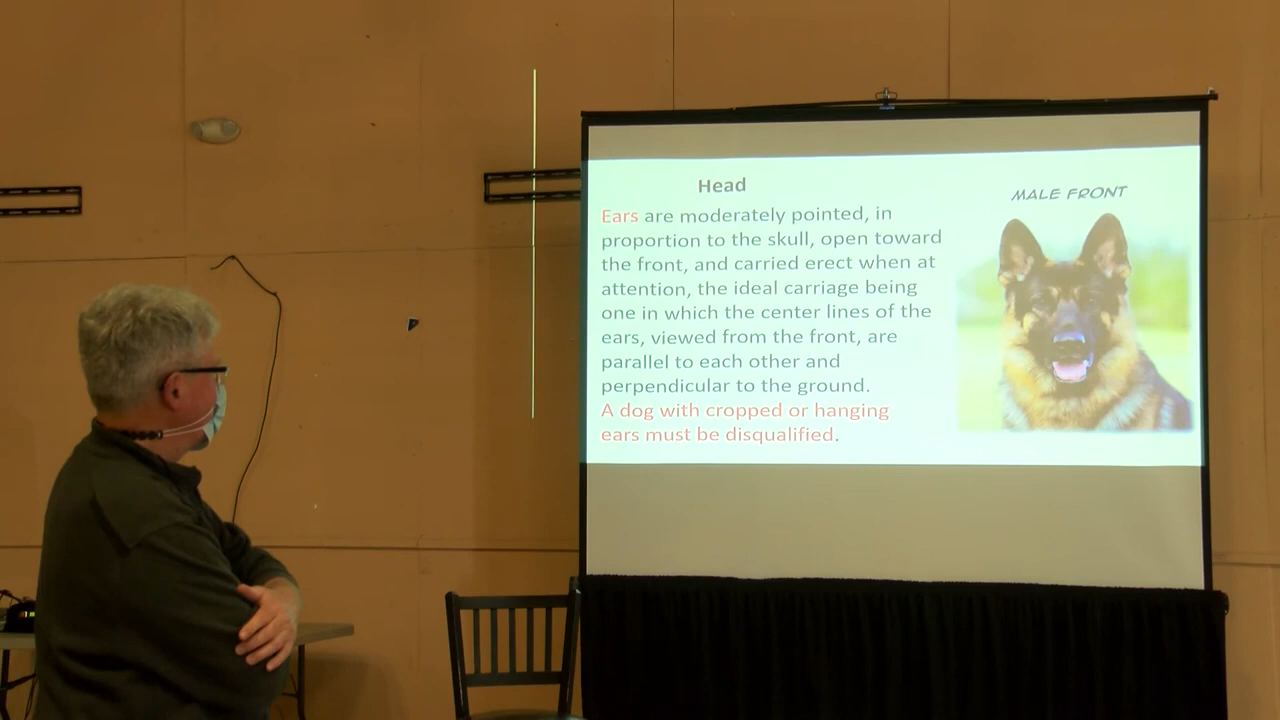 Head
Ears are moderately pointed, in
proportion to the skull, open toward
the front, and carried erect when at
attention, the ideal carriage being
one in which the center lines of the
ears, viewed from the front, are
parallel to each other and
perpendicular to the ground.
A dog with cropped or hanging
ears must be disqualified.
MALE FRONT